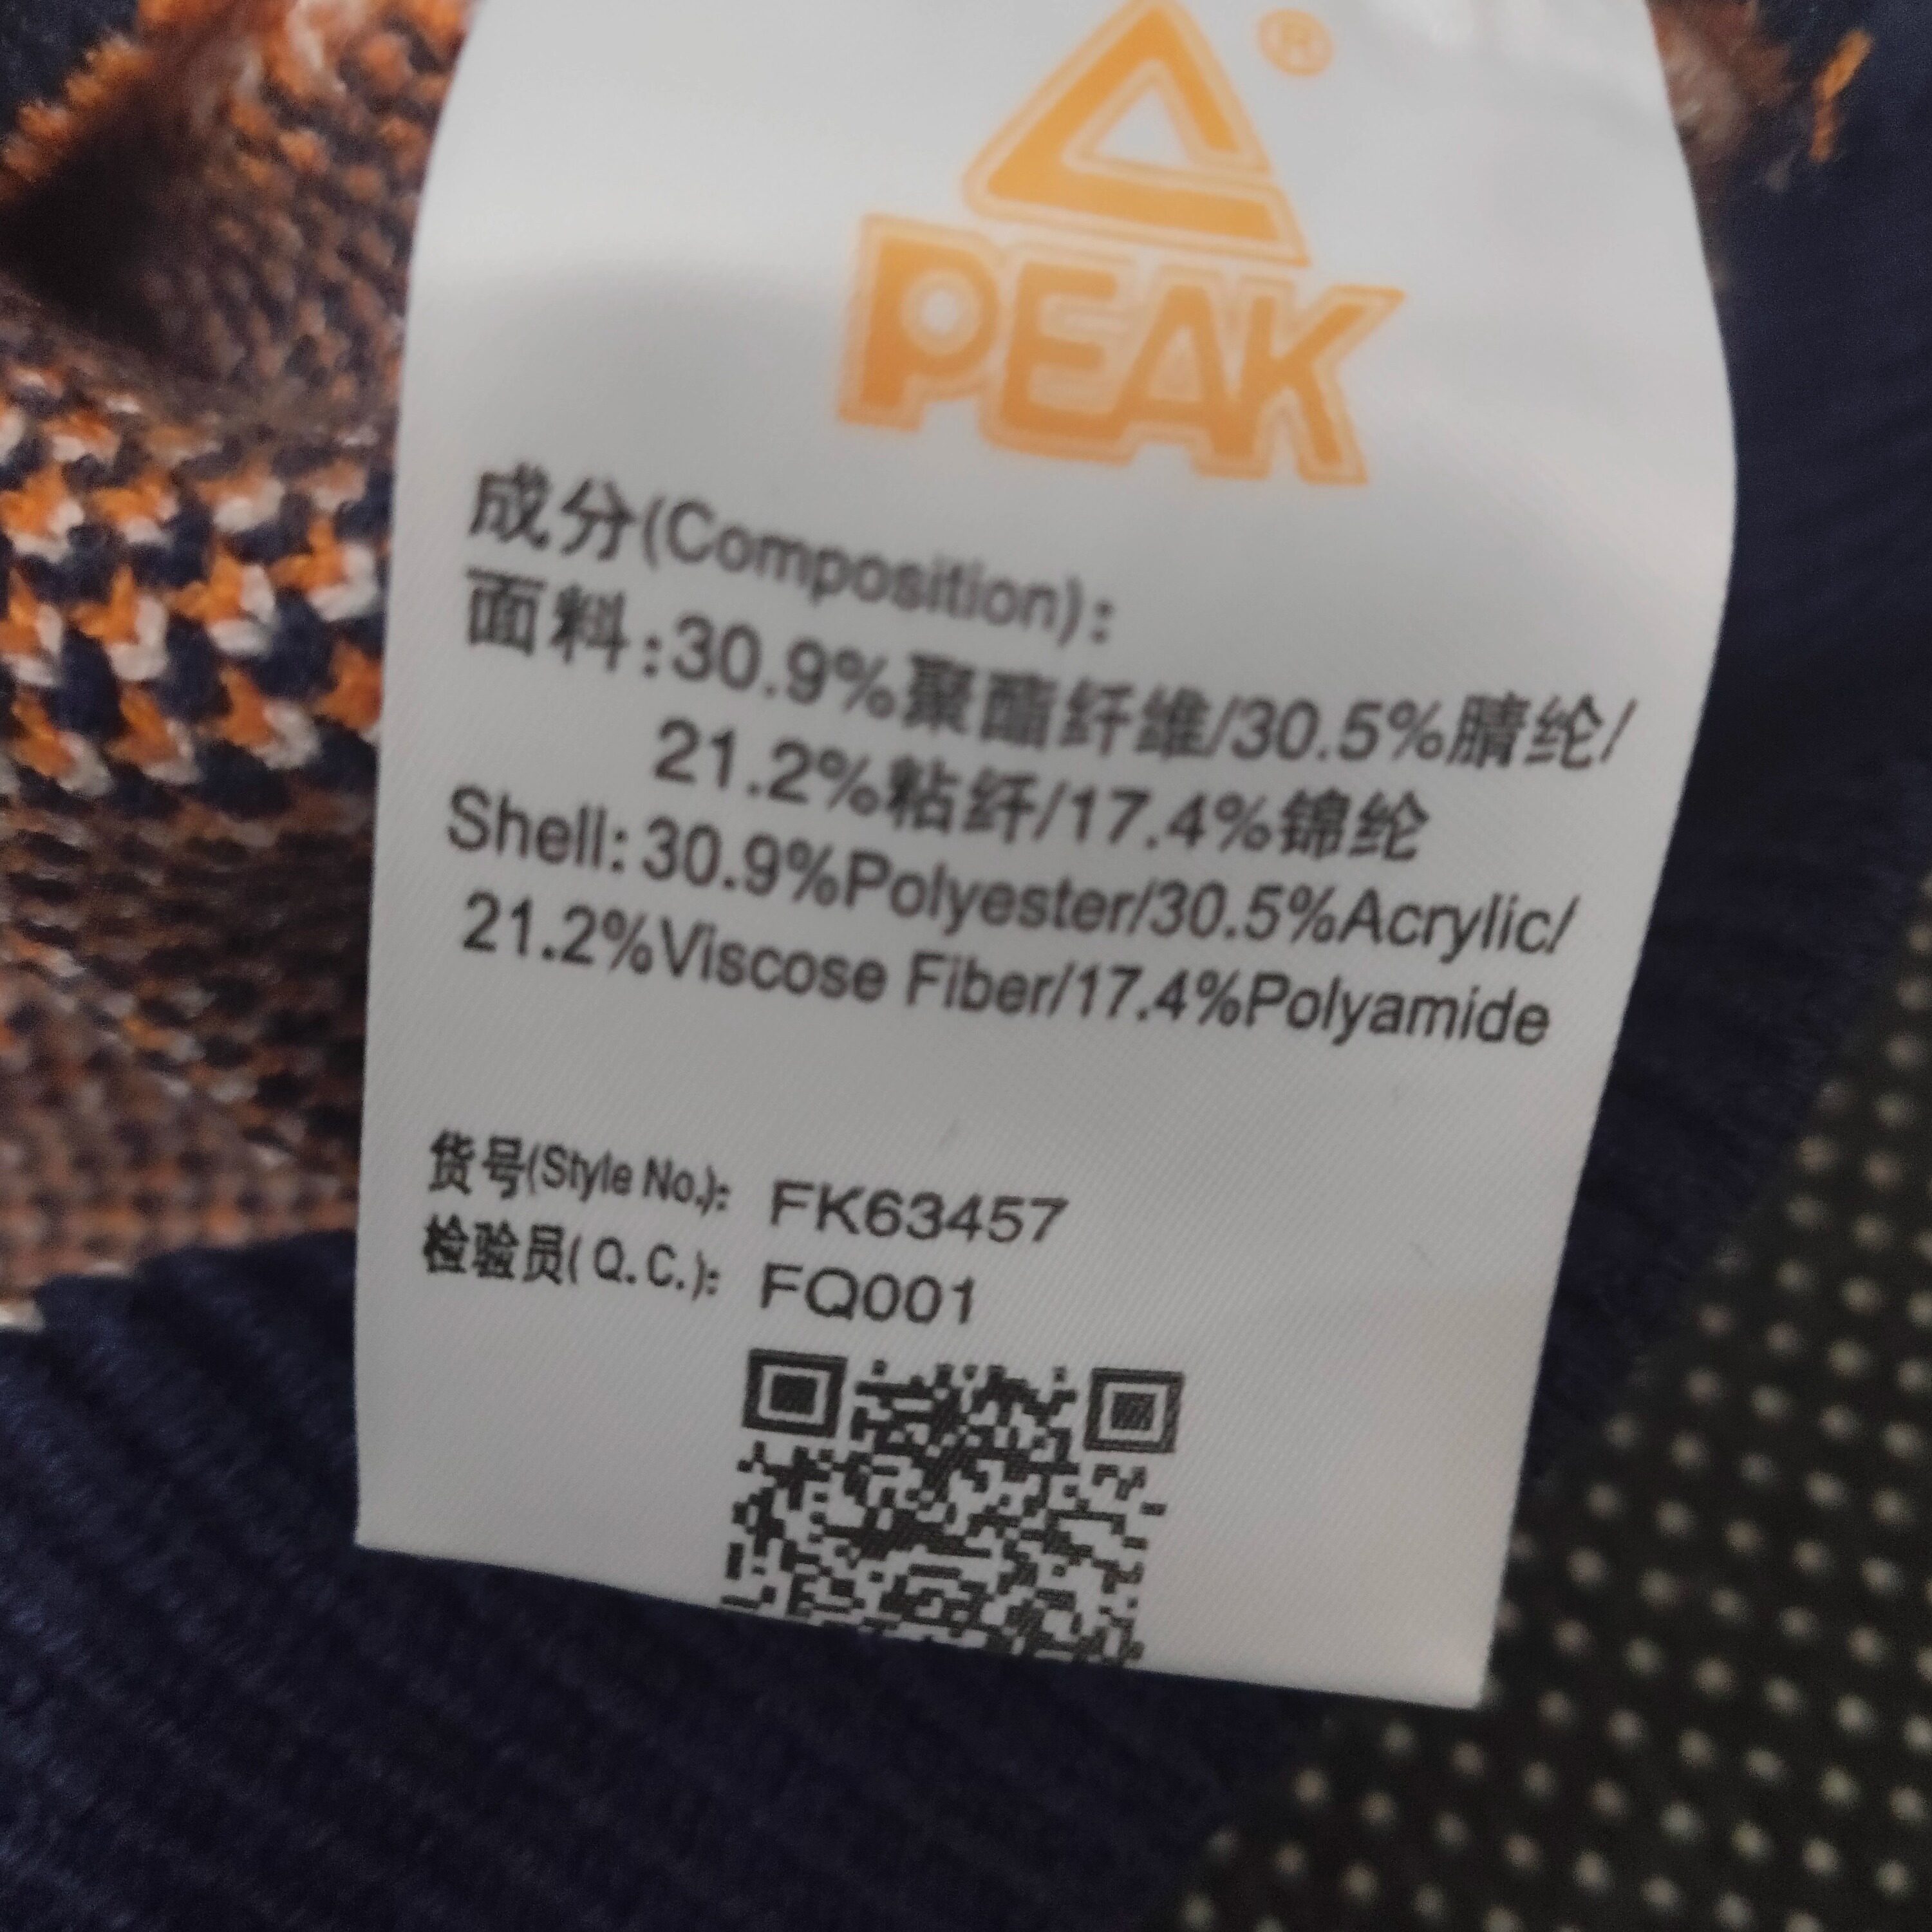 ®
PEAK
成分(Composition):
面料:30.9%聚酯纤维/30.5%腈纶/
21.2%粘纤/17.4%锦纶
Shell: 30.9%Polyester/30.5%Acrylic/
21.2%Viscose Fiber/17.4%Polyamide
货号(Style No.): FK63457
检验员( Q.C.): FQ001